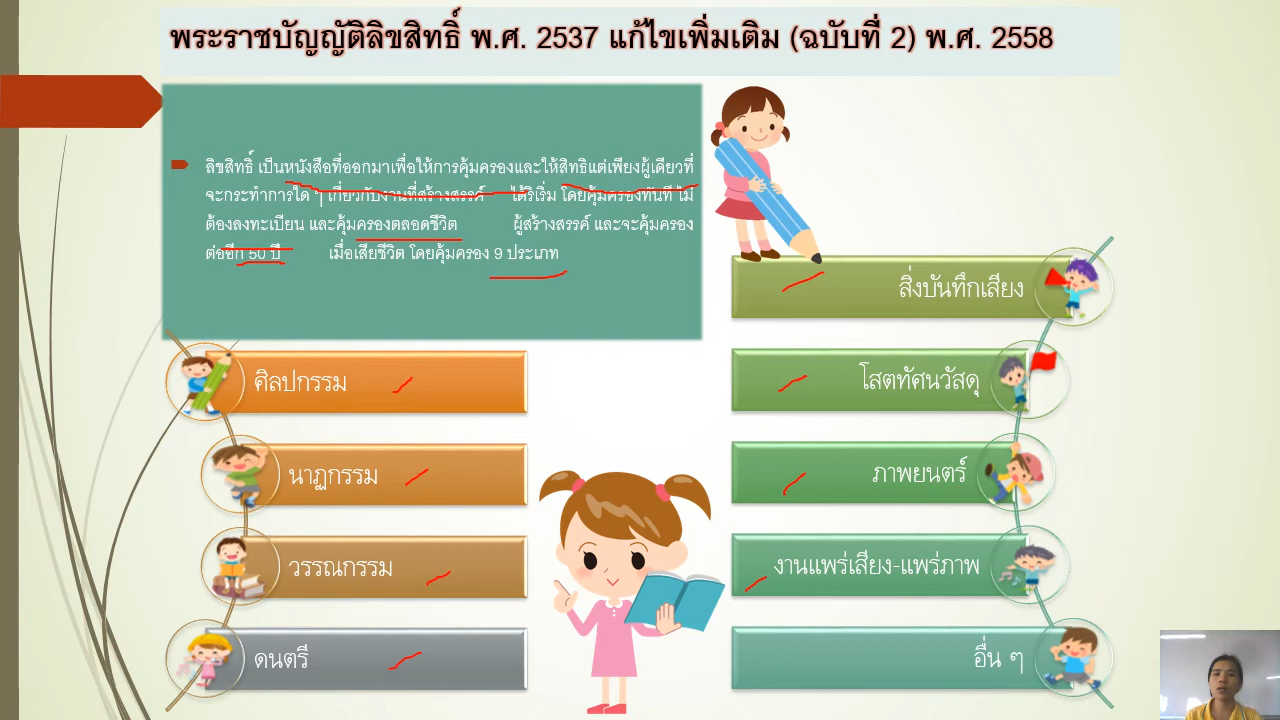 พระราชบัญญัติลิขสิทธิ์ พ.ศ. 2537 แก้ไขเพิ่มเติม (ฉบับที่ 2) พ.ศ. 2558
ลิขสิทธิ์ เป็นหนังสือที่ออกมาเพื่อให้การคุ้มครองและให้สิทธิแต่เพียงผู้เดียวที่
จะกระทำการใด ๆ เกี่ยวกับงานที่สร้างสรรค์ ได้ริเริ่ม โดยคุ้มครองทันที ไม่
ต้องลงทะเบียน และคุ้มครองตลอดชีวิต ผู้สร้างสรรค์ และจะคุ้มครอง
ต่ออีก 50 ปี เมื่อเสียชีวิต โดยคุ้มครอง 9 ประเภท
ศิลปกรรม
นาฏกรรม
วรรณกรรม
ดนตรี
สิ่งบันทึกเสียง
โสตทัศนวัสดุ
ภาพยนตร์
งานแพร่เสียง-แพร่ภาพ
อื่น ๆ